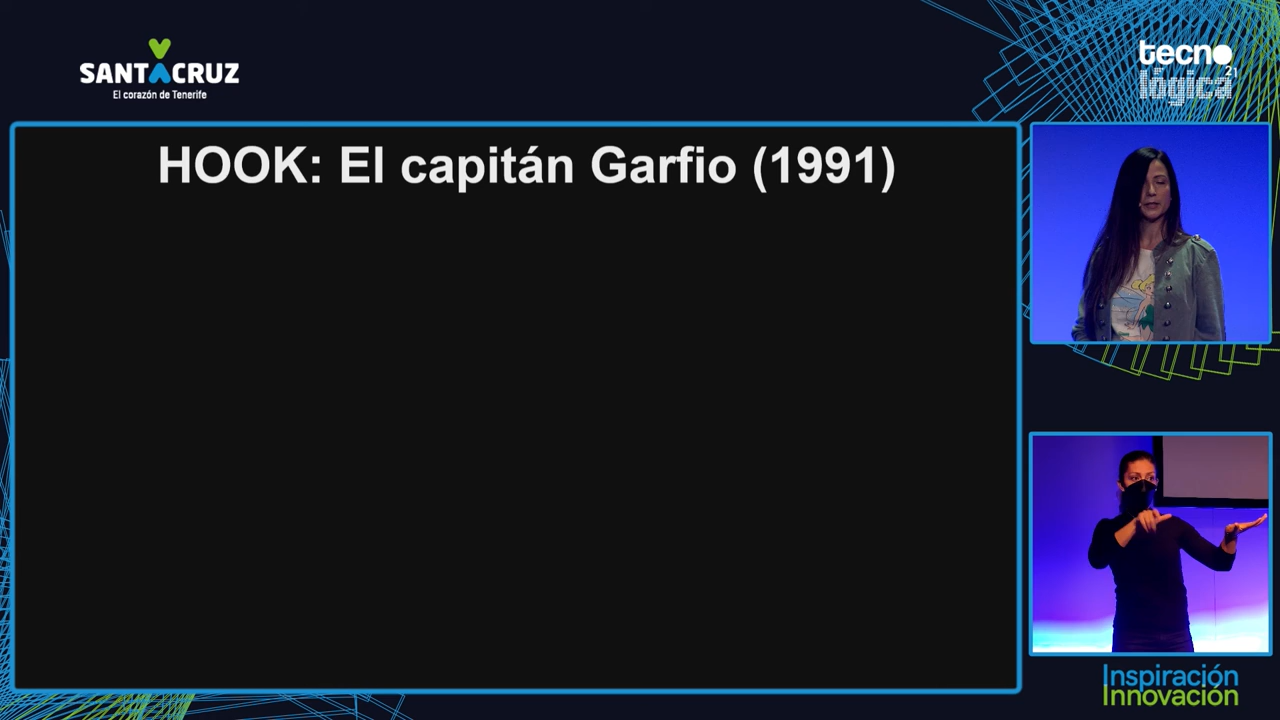 SANTACRUZ
El corazón de Tenerife
tecno
lógica
21
HOOK: El capitán Garfio (1991)
Inspiración
Innovación